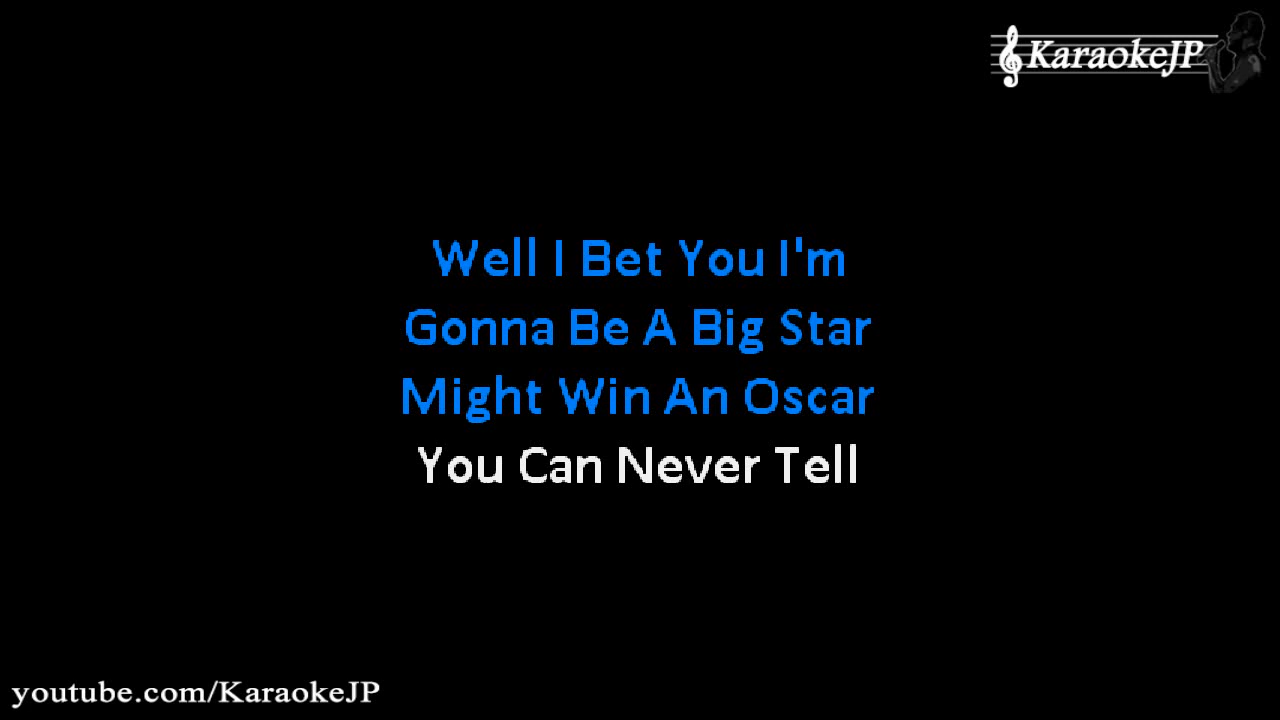 KaraokeJP
Well I Bet You I'm
Gonna Be A Big Star
Might Win An Oscar
You Can Never Tell
youtube.com/KaraokeJP